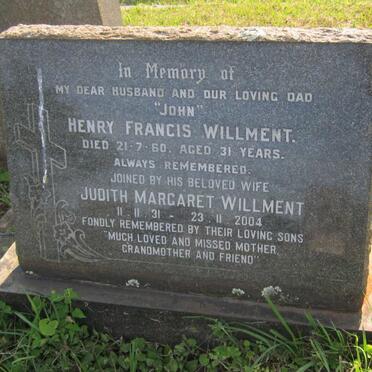 In Memory of
MY DEAR HUSBAND AND OUR LOVING DAD
"JOHN"
HENRY FRANCIS WILLMENT.
DIED 21·7·60. AGED 31 YEARS.
ALWAYS REMEMBERED.
JOINED BY HIS BELOVED WIFE
JUDITH MARGARET WILLMENT
11·11·31 - 23·11·2004
FONDLY REMEMBERED BY THEIR LOVING SONS
"MUCH LOVED AND MISSED MOTHER,
GRANDMOTHER AND FRIEND"